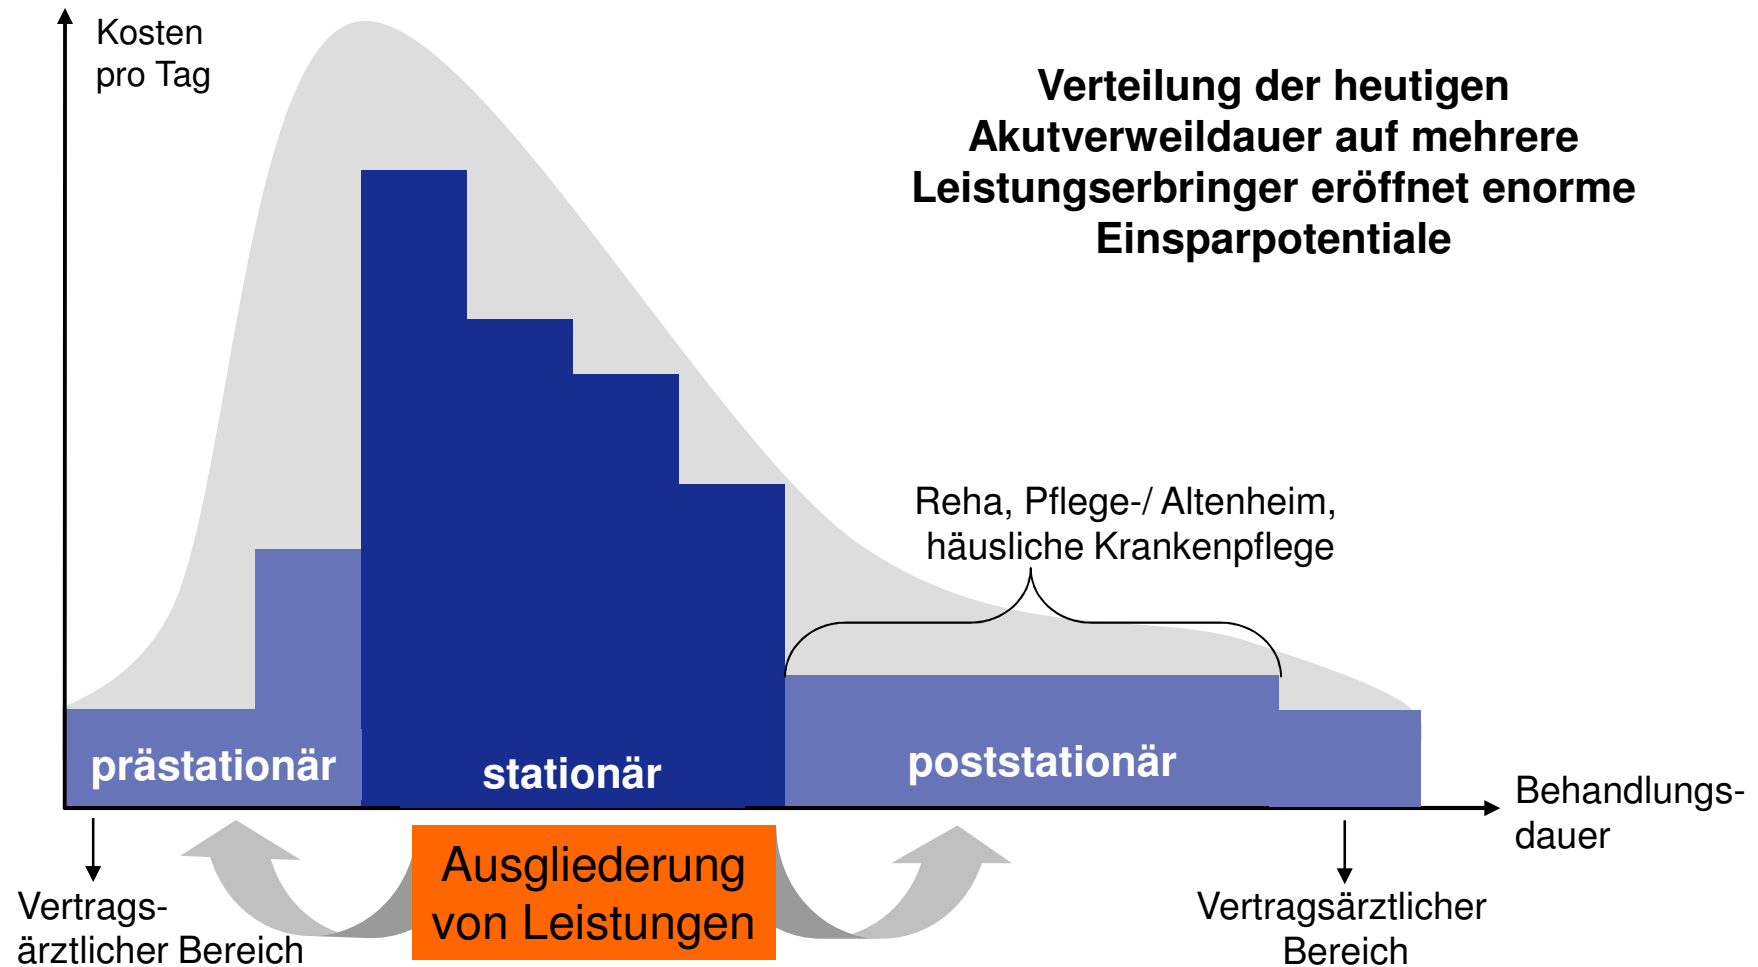 Kosten
pro Tag
Verteilung der heutigen
Akutverweildauer auf mehrere
Leistungserbringer eröffnet enorme
Einsparpotentiale
Reha, Pflege-/ Altenheim,
häusliche Krankenpflege
prästationär
stationär
poststationär
Behandlungs-
dauer
Ausgliederung
von Leistungen
Vertrags-
ärztlicher Bereich
Vertragsärztlicher
Bereich